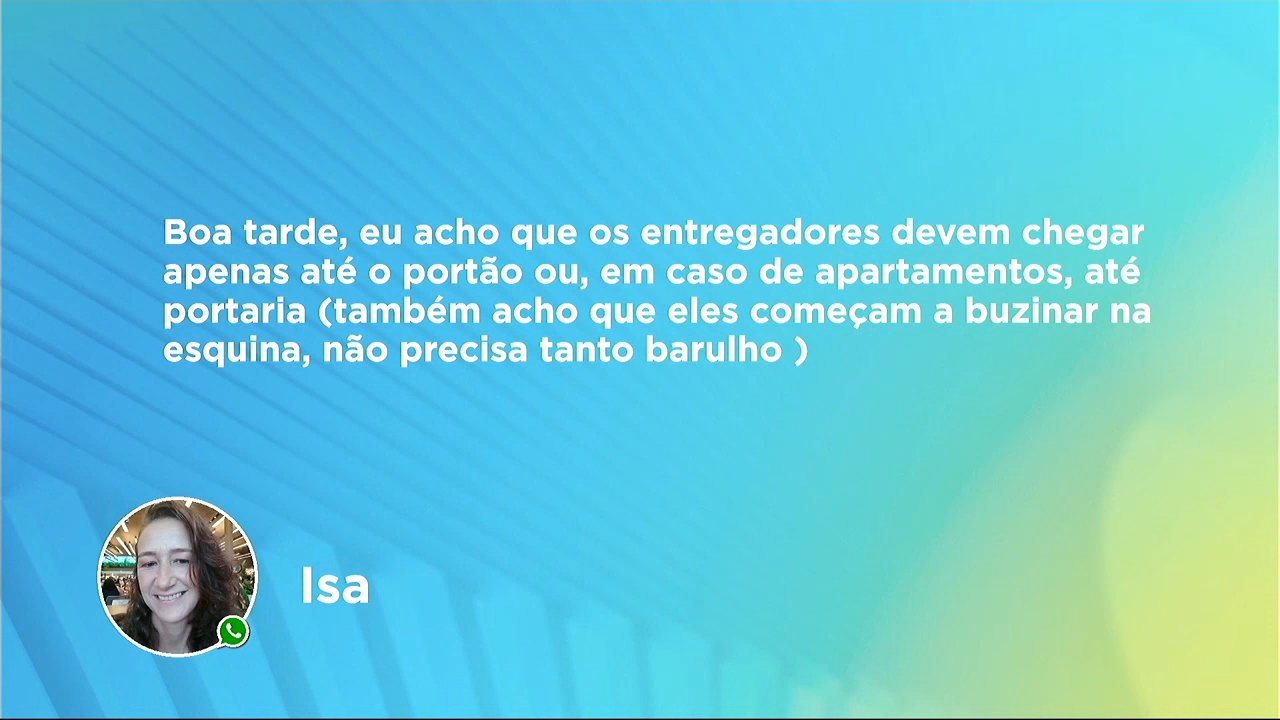 Boa tarde, eu acho que os entregadores devem chegar
apenas até o portão ou, em caso de apartamentos, até
portaria (também acho que eles começam a buzinar na
esquina, não precisa tanto barulho )
Isa